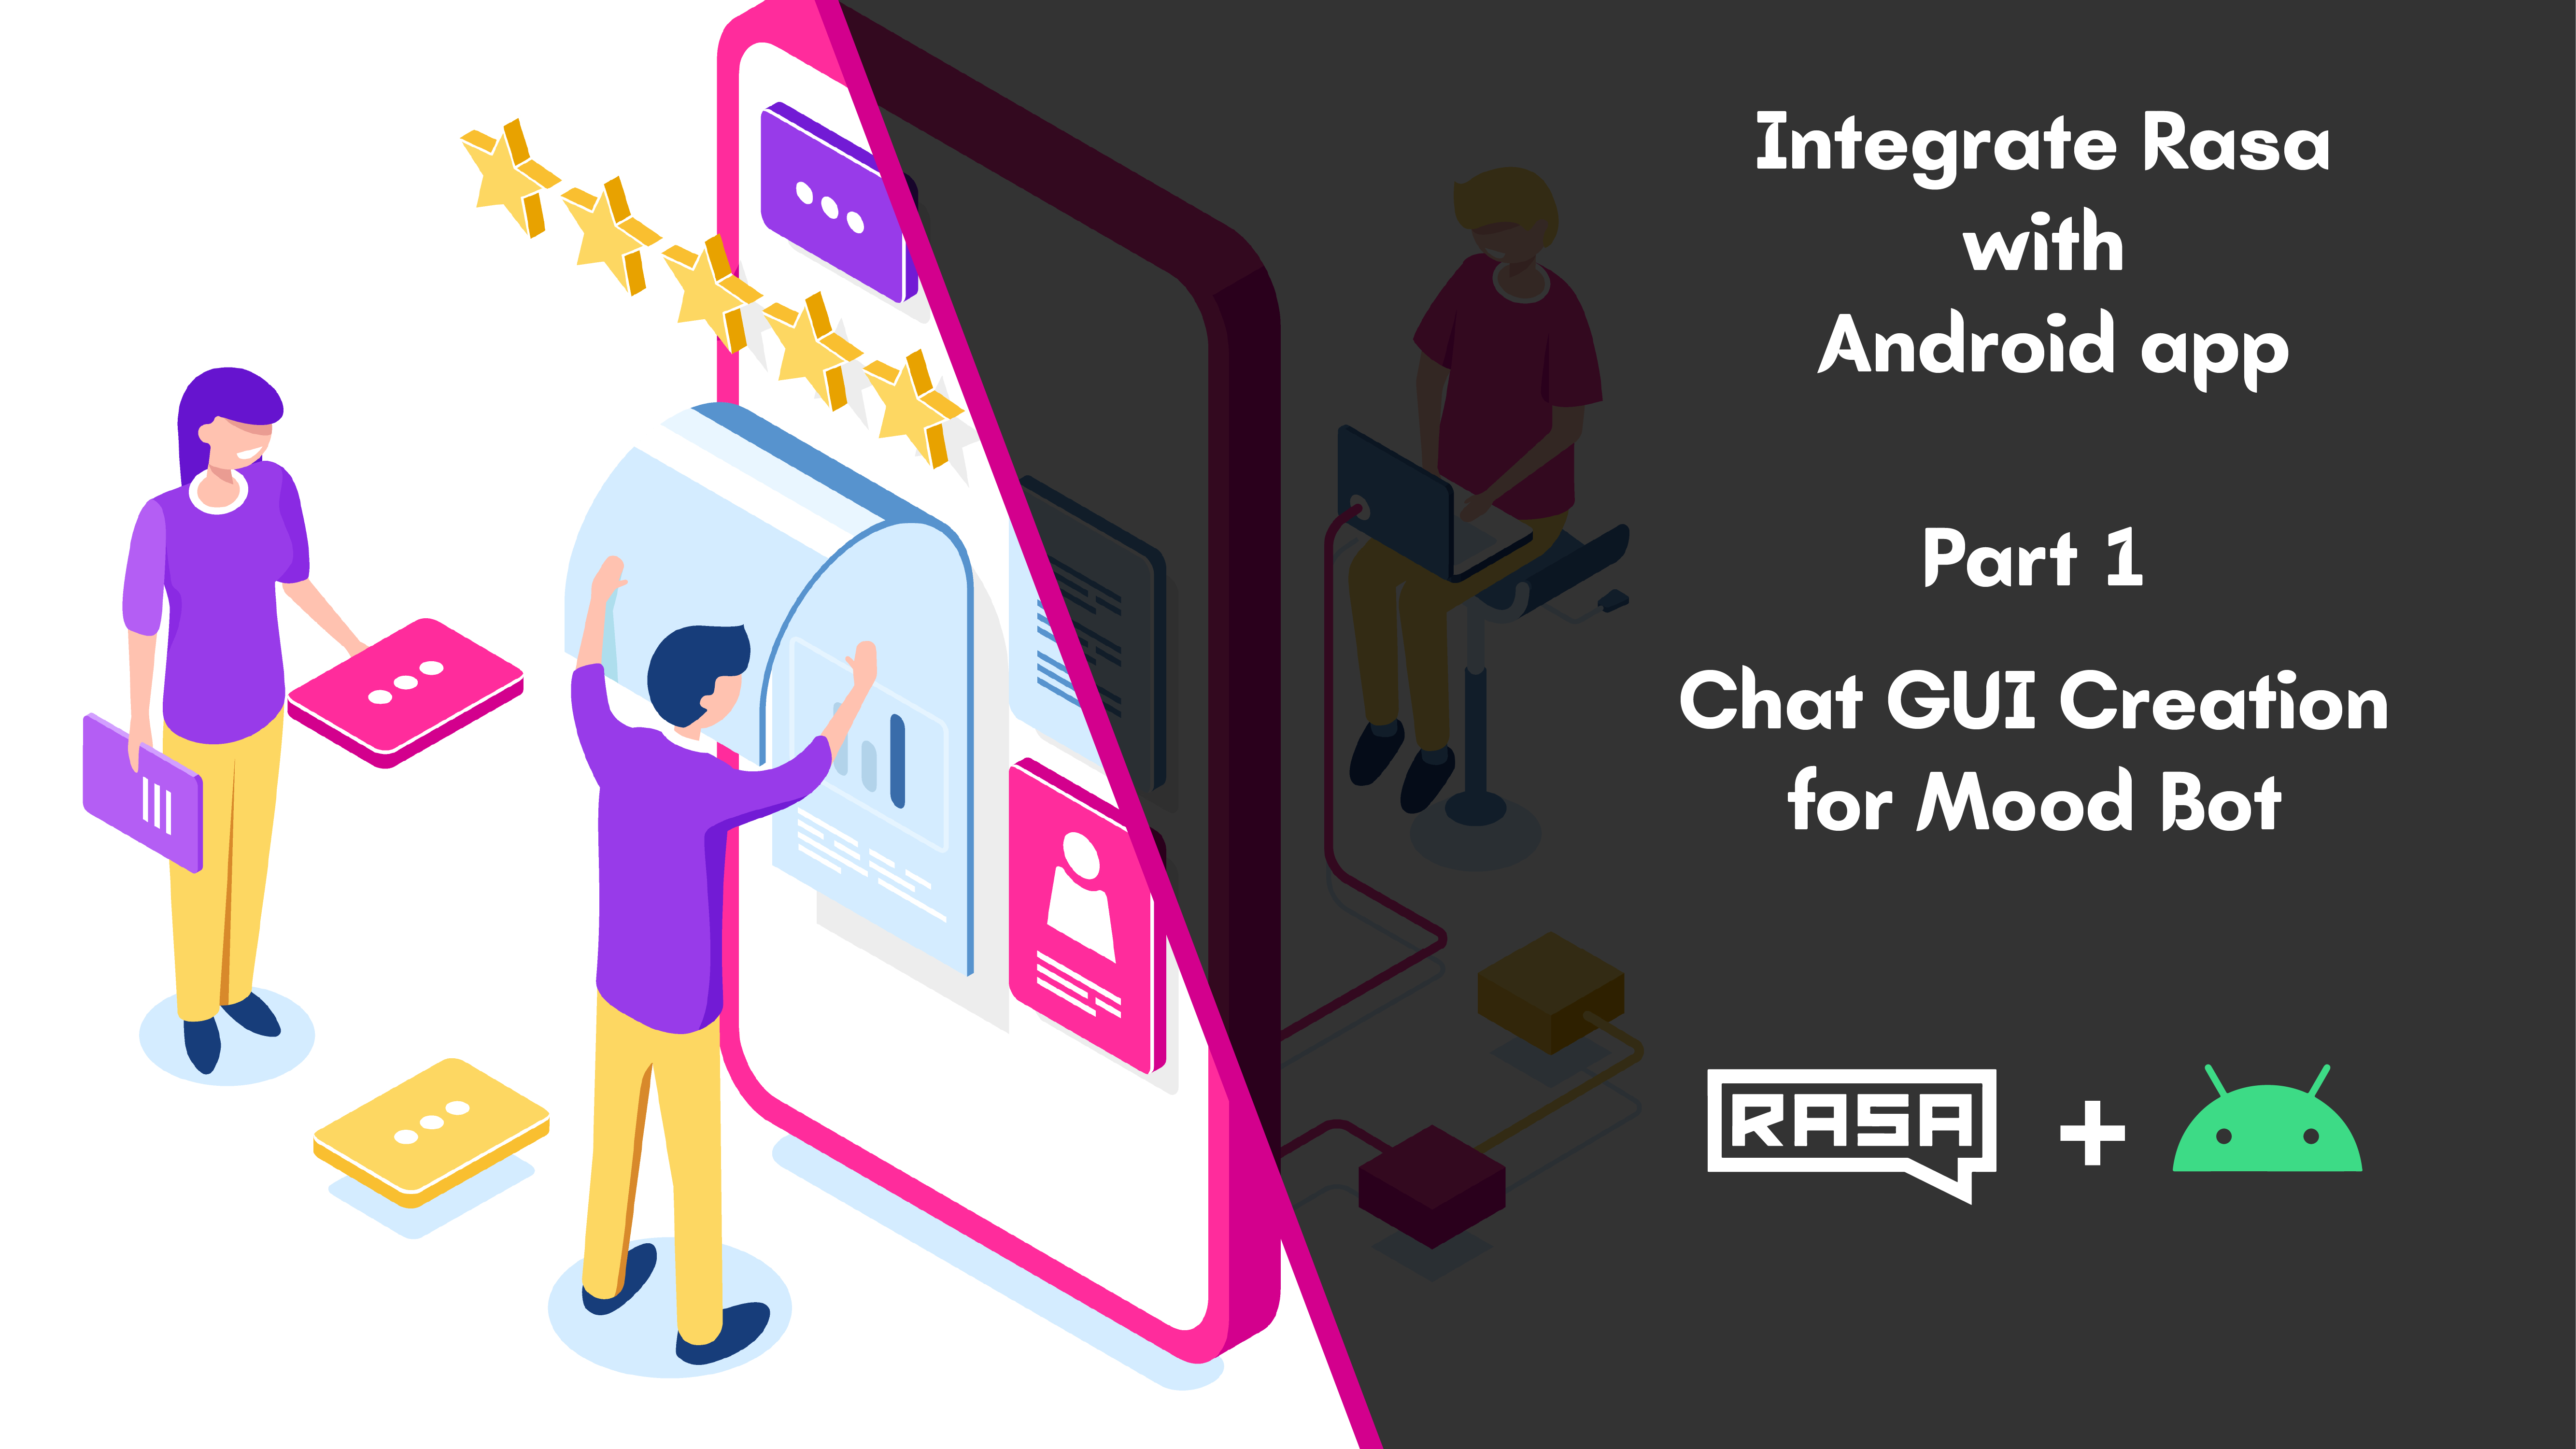 Integrate Rasa
with
Android app
Part 1
Chat GUI Creation
for Mood Bot
RASA
+